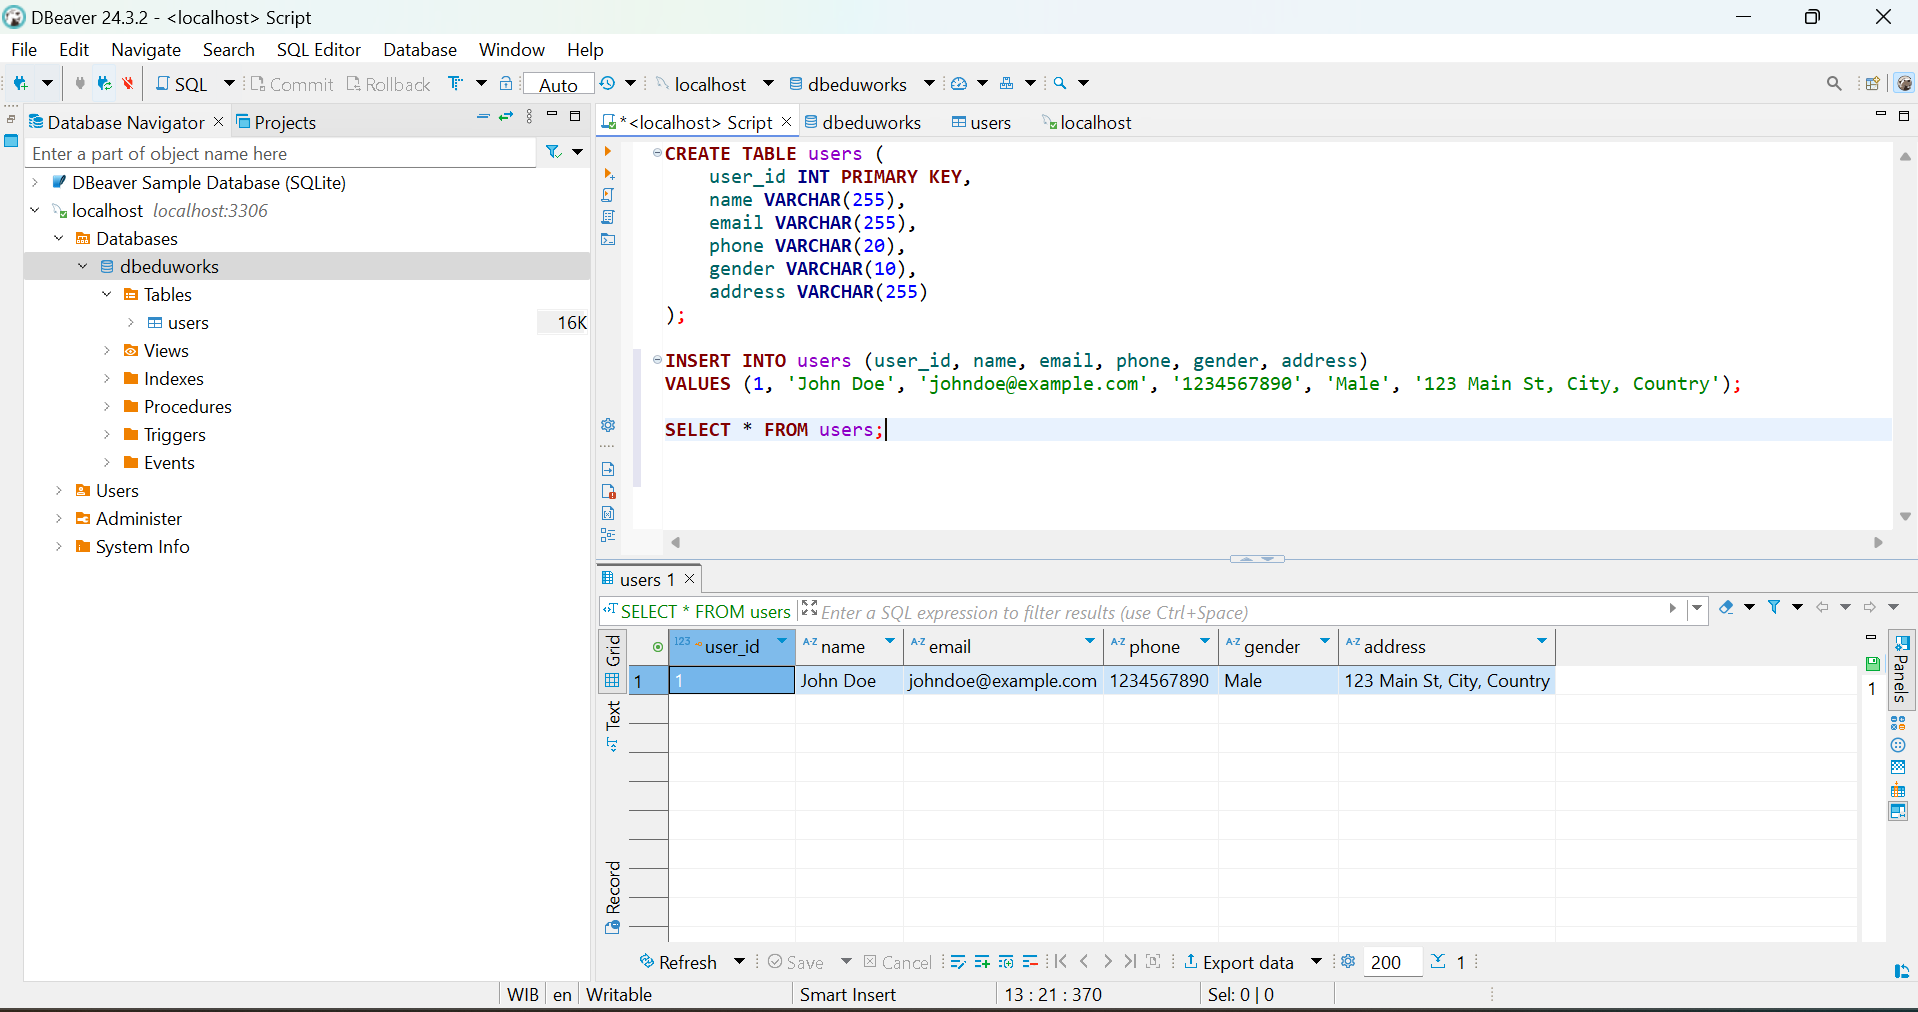 DBeaver 24.3.2 - <localhost> Script
File Edit Navigate Search SQL Editor Database Window Help
SQL Commit Rollback Auto localhost dbeduworks
Database Navigator Projects
Enter a part of object name here
DBeaver Sample Database (SQLite)
localhost localhost:3306
Databases
dbeduworks
Tables
users 16K
Views
Indexes
Procedures
Triggers
Events
Users
Administer
System Info
*<localhost> Script dbeduworks users localhost
CREATE TABLE users (
user_id INT PRIMARY KEY,
name VARCHAR(255),
email VARCHAR(255),
phone VARCHAR(20),
gender VARCHAR(10),
address VARCHAR(255)
);
INSERT INTO users (user_id, name, email, phone, gender, address)
VALUES (1, 'John Doe', 'johndoe@example.com', '1234567890', 'Male', '123 Main St, City, Country');
SELECT * FROM users;
users 1
SELECT * FROM users Enter a SQL expression to filter results (use Ctrl+Space)
Grid
Text
Record
123 user_id A-Z name A-Z email A-Z phone A-Z gender A-Z address
1 1 John Doe johndoe@example.com 1234567890 Male 123 Main St, City, Country
1
Panels
Refresh Save Cancel Export data 200 1
WIB en Writable Smart Insert 13 : 21 : 370 Sel: 0 | 0